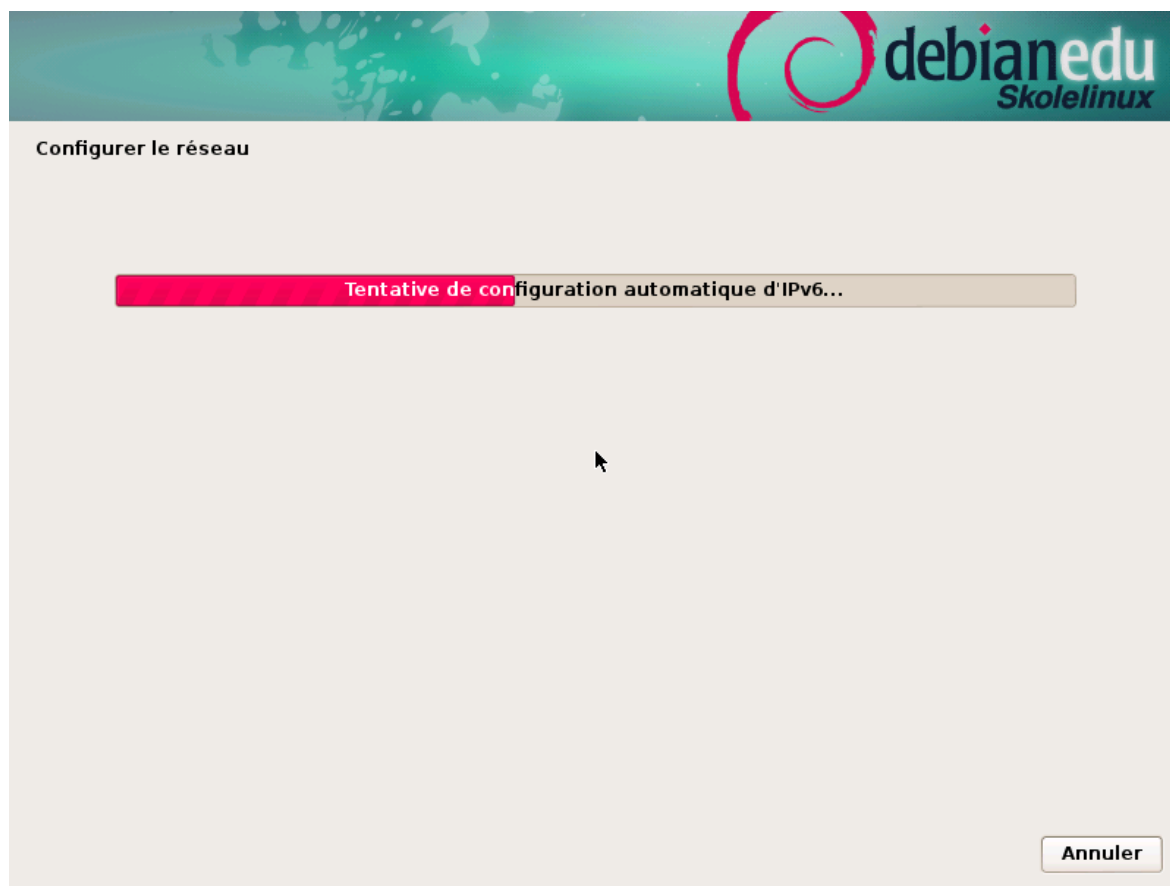 debianedu
Skolelinux
Configurer le réseau
Tentative de configuration automatique d'IPv6...
Annuler